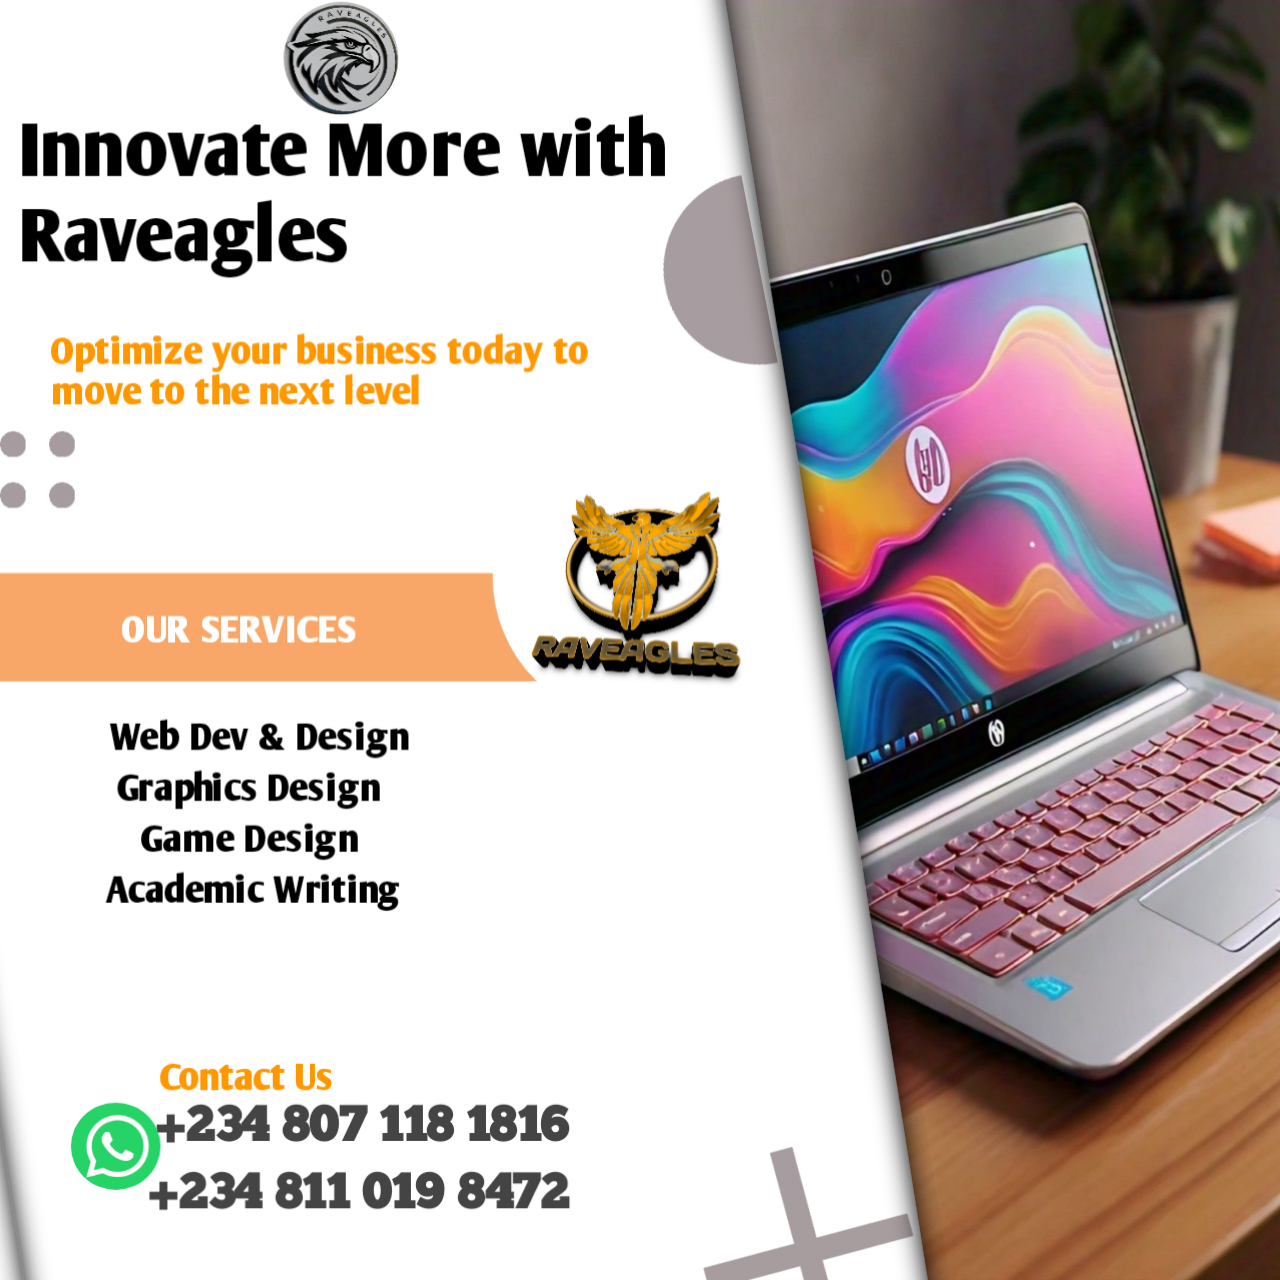 RAVEAGLES
Innovate More with
Raveagles
Optimize your business today to
move to the next level
RAVEAGLES
OUR SERVICES
Web Dev & Design
Graphics Design
Game Design
Academic Writing
Contact Us
+234 807 118 1816
+234 811 019 8472